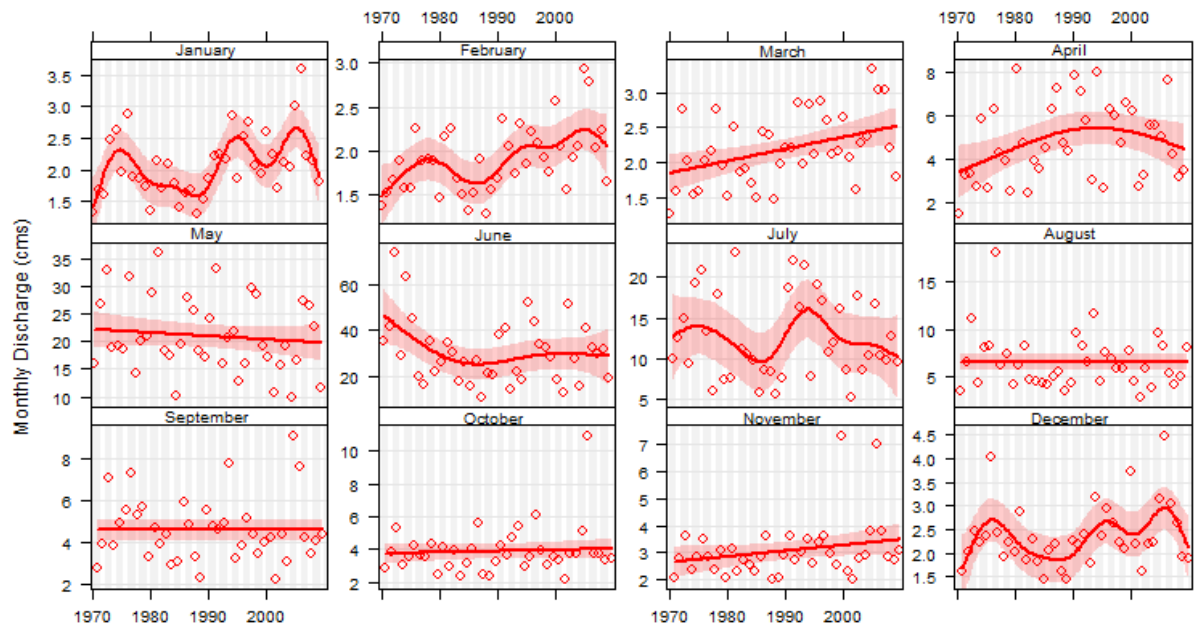 1970 1980 1990 2000 1970 1980 1990 2000
January February March April
3.5 3.0 2.5 2.0 1.5
3.0 2.5 2.0 1.5
3.0 2.5 2.0 1.5
8 6 4 2
May June July August
35 30 25 20 15 10
60 40 20
20 15 10 5
15 10 5
September October November December
8 6 4 2
10 8 6 4 2
7 6 5 4 3 2
4.5 4.0 3.5 3.0 2.5 2.0 1.5
1970 1980 1990 2000 1970 1980 1990 2000
Monthly Discharge (cms)